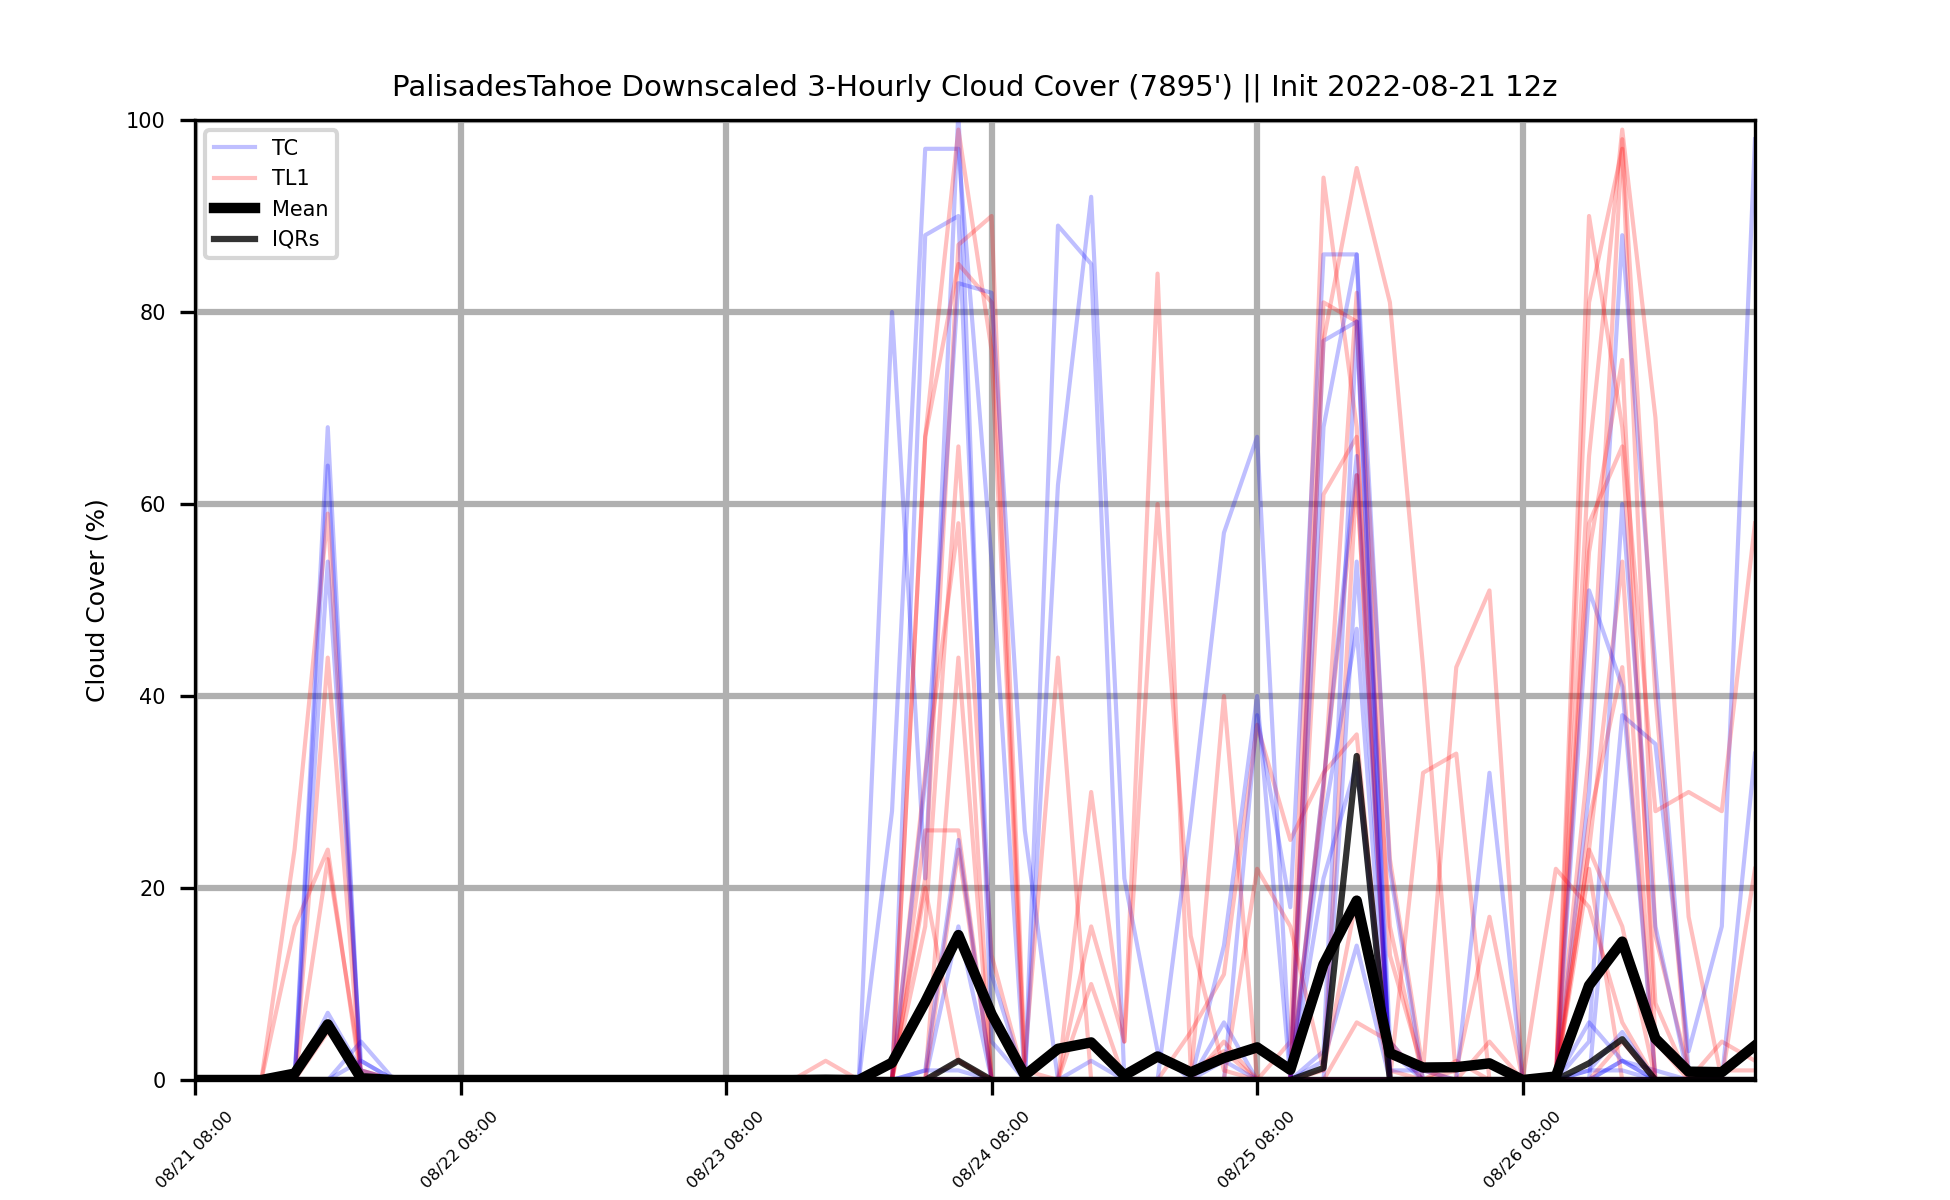 PalisadesTahoe Downscaled 3-Hourly Cloud Cover (7895') || Init 2022-08-21 12z
100
80
60
40
20
0
Cloud Cover (%)
TC
TL1
Mean
IQRs
08/21 08:00
08/22 08:00
08/23 08:00
08/24 08:00
08/25 08:00
08/26 08:00